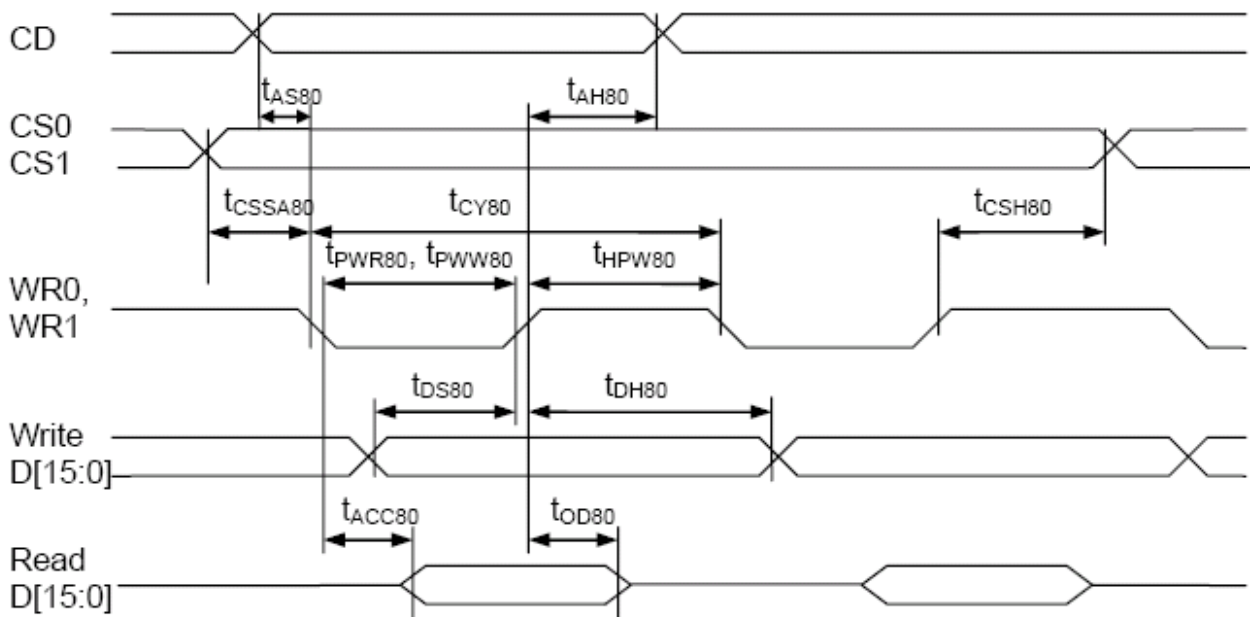 CD
tAS80 tAH80
CS0
CS1
tCSSA80 tCY80 tCSH80
tPWR80, tPWW80 tHPW80
WR0,
WR1
tDS80 tDH80
Write
D[15:0]
tACC80 tOD80
Read
D[15:0]